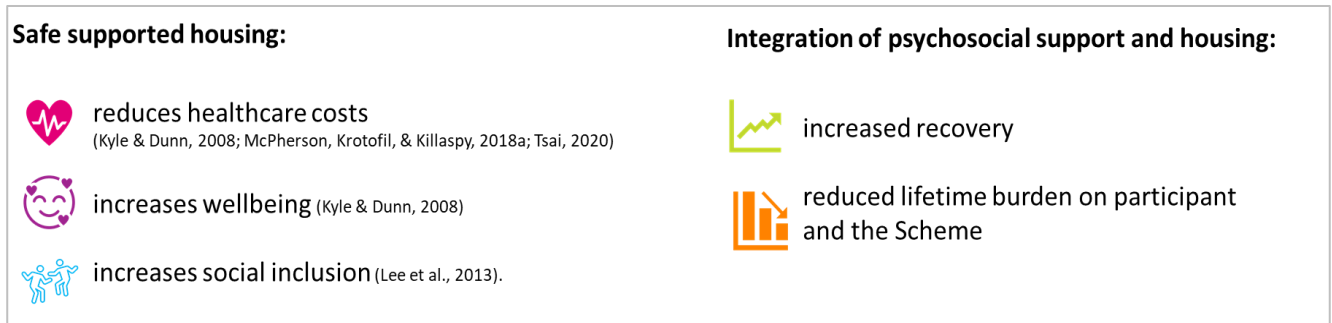 Safe supported housing:
reduces healthcare costs
(Kyle & Dunn, 2008; McPherson, Krotofil, & Killaspy, 2018a; Tsai, 2020)
increases wellbeing (Kyle & Dunn, 2008)
increases social inclusion (Lee et al., 2013).
Integration of psychosocial support and housing:
increased recovery
reduced lifetime burden on participant
and the Scheme